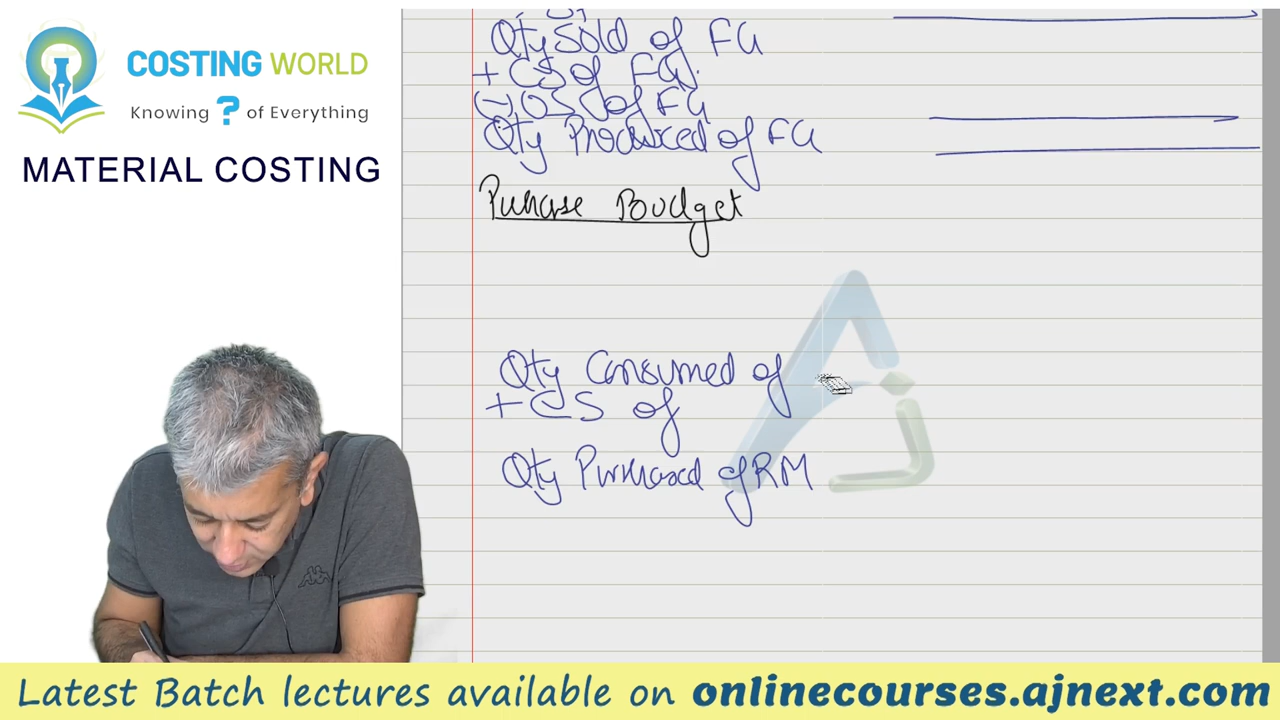 COSTING WORLD
Knowing ? of Everything
MATERIAL COSTING
Qty Sold of FG
+ CS of FG.
(-) OS of FG
Qty Produced of FG
Puhase Budget
Qty Consumed of
+ CS of
Qty Purchased of RM
Latest Batch lectures available on onlinecourses.ajnext.com